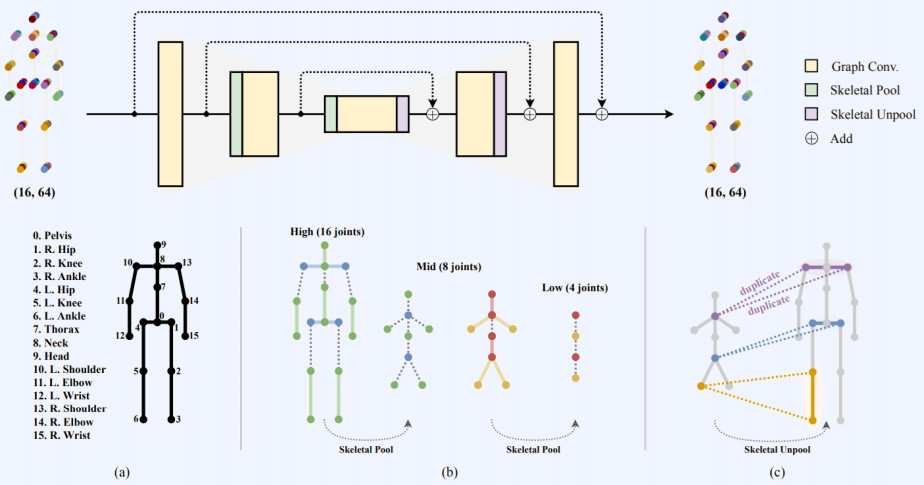 Graph Conv.
Skeletal Pool
Skeletal Unpool
Add
(16, 64)
(16, 64)
0. Pelvis
1. R. Hip
2. R. Knee
3. R. Ankle
4. L. Hip
5. L. Knee
6. L. Ankle
7. Thorax
8. Neck
9. Head
10. L. Shoulder
11. L. Elbow
12. L. Wrist
13. R. Shoulder
14. R. Elbow
15. R. Wrist
9
10 8 13
7
11 14
0
12 4 1 15
5 2
6 3
(a)
High (16 joints)
Mid (8 joints)
Low (4 joints)
Skeletal Pool
Skeletal Pool
(b)
duplicate
duplicate
Skeletal Unpool
(c)